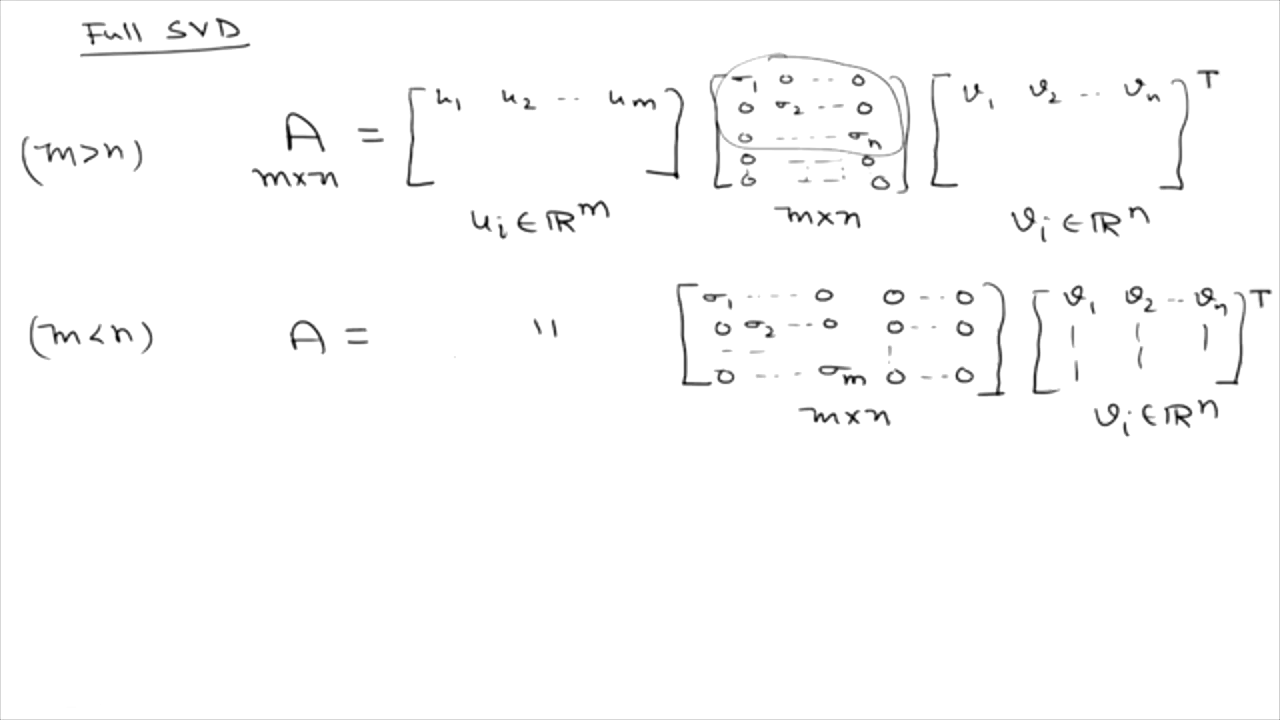 Full SVD
(m>n) A = [u₁ u₂ ·· uₘ] [σ₁ 0 ·· 0
0 σ₂ --- 0
0 ----- σₙ
0 ---- 0
0 ---- 0] [v₁ v₂ ·· vₙ]ᵀ
m×n uᵢ ∈ ℝᵐ m×n vᵢ ∈ ℝⁿ
(m<n) A = " [σ₁ ---- 0 0 --- 0
0 σ₂ --- 0 0 --- 0
0 ---- σₘ 0 --- 0] [v₁ v₂ -- vₙ]ᵀ
m×n vᵢ ∈ ℝⁿ